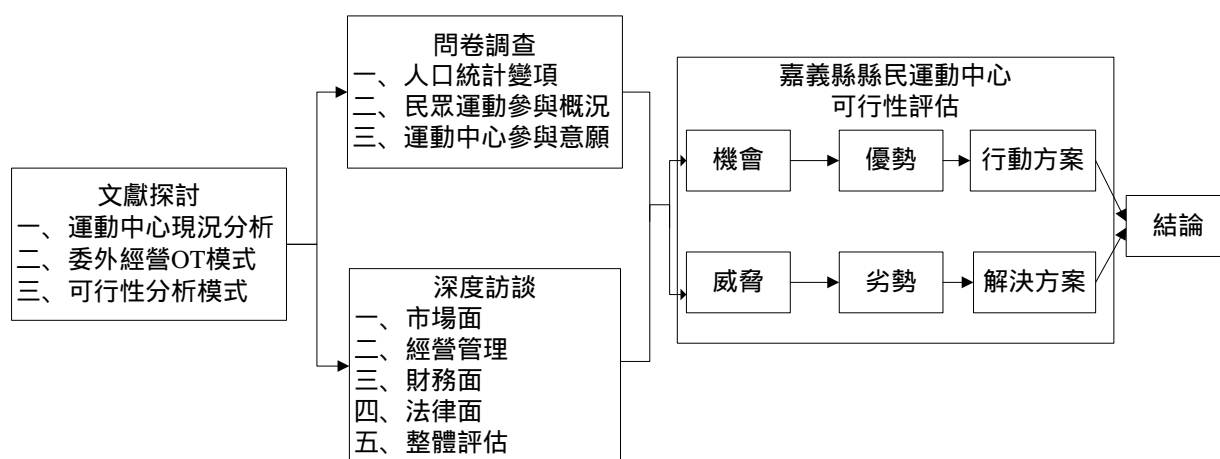 文獻探討
一、運動中心現況分析
二、委外經營OT模式
三、可行性分析模式
問卷調查
一、人口統計變項
二、民眾運動參與概況
三、運動中心參與意願
深度訪談
一、市場面
二、經營管理
三、財務面
四、法律面
五、整體評估
嘉義縣縣民運動中心
可行性評估
機會
優勢
行動方案
威脅
劣勢
解決方案
結論